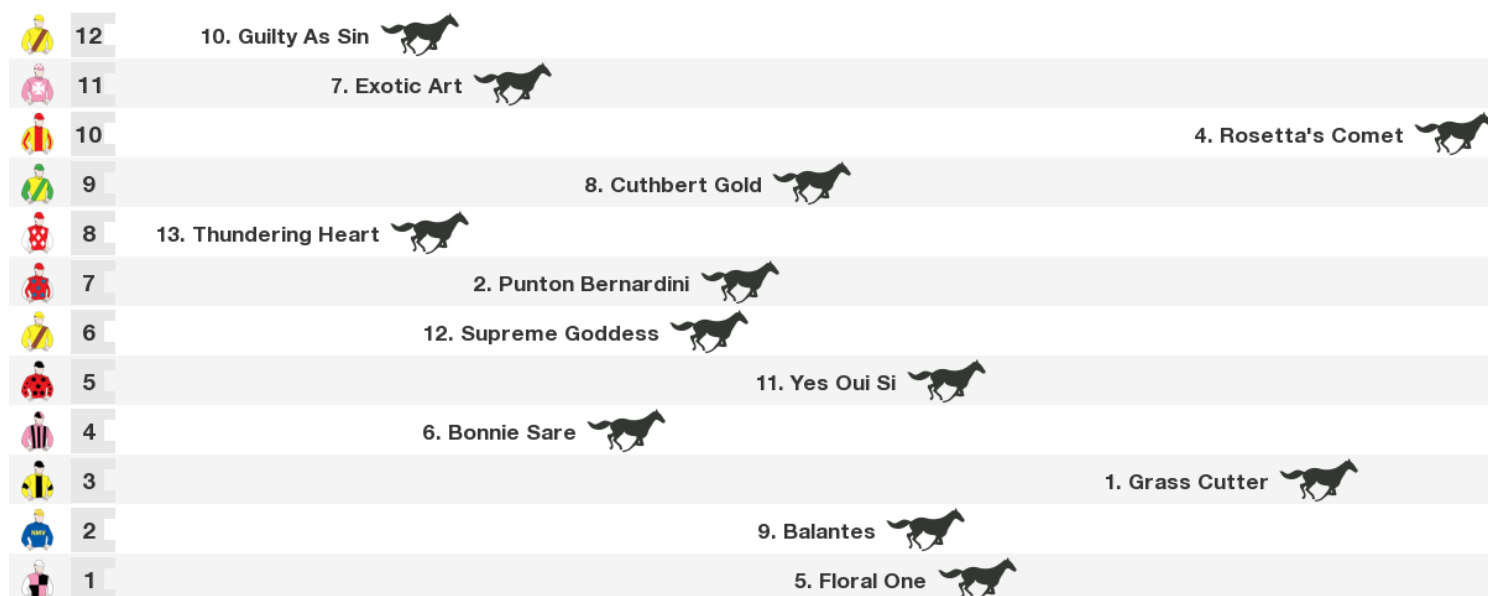 12 10. Guilty As Sin
11 7. Exotic Art
10 4. Rosetta's Comet
9 8. Cuthbert Gold
8 13. Thundering Heart
7 2. Punton Bernardini
6 12. Supreme Goddess
5 11. Yes Oui Si
4 6. Bonnie Sare
3 1. Grass Cutter
NMV 2 9. Balantes
1 5. Floral One